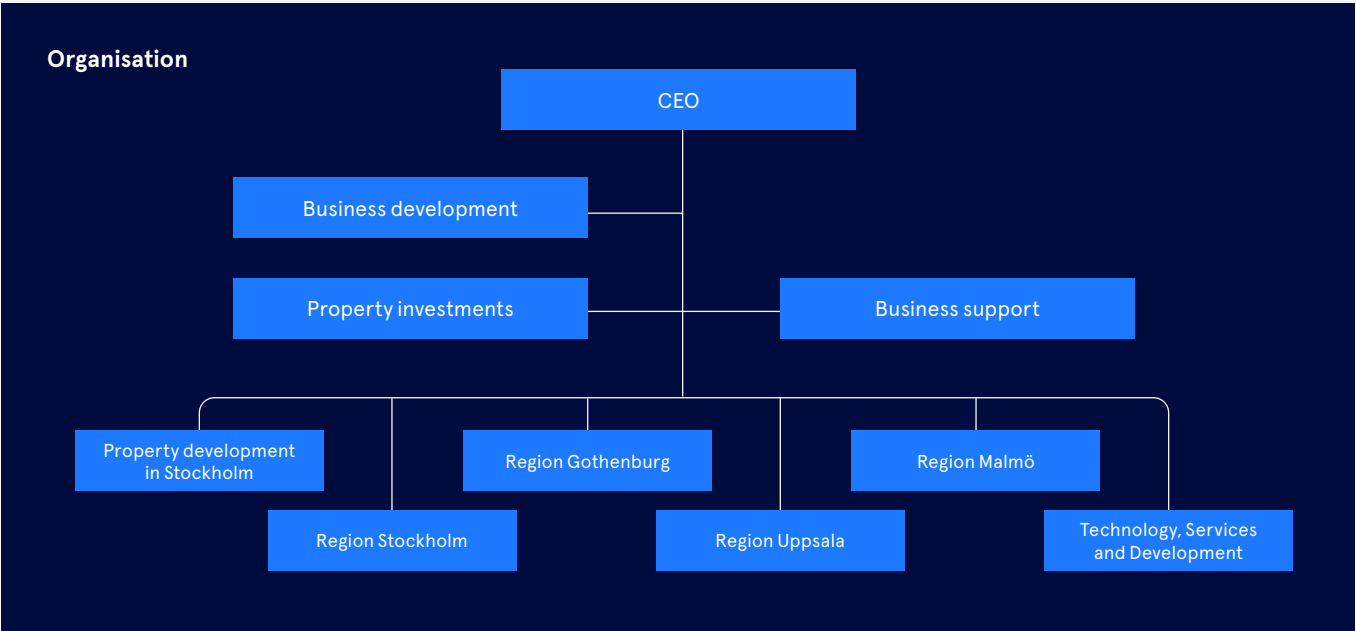 Organisation
CEO
Business development
Property investments
Business support
Property development
in Stockholm
Region Gothenburg
Region Malmö
Region Stockholm
Region Uppsala
Technology, Services
and Development